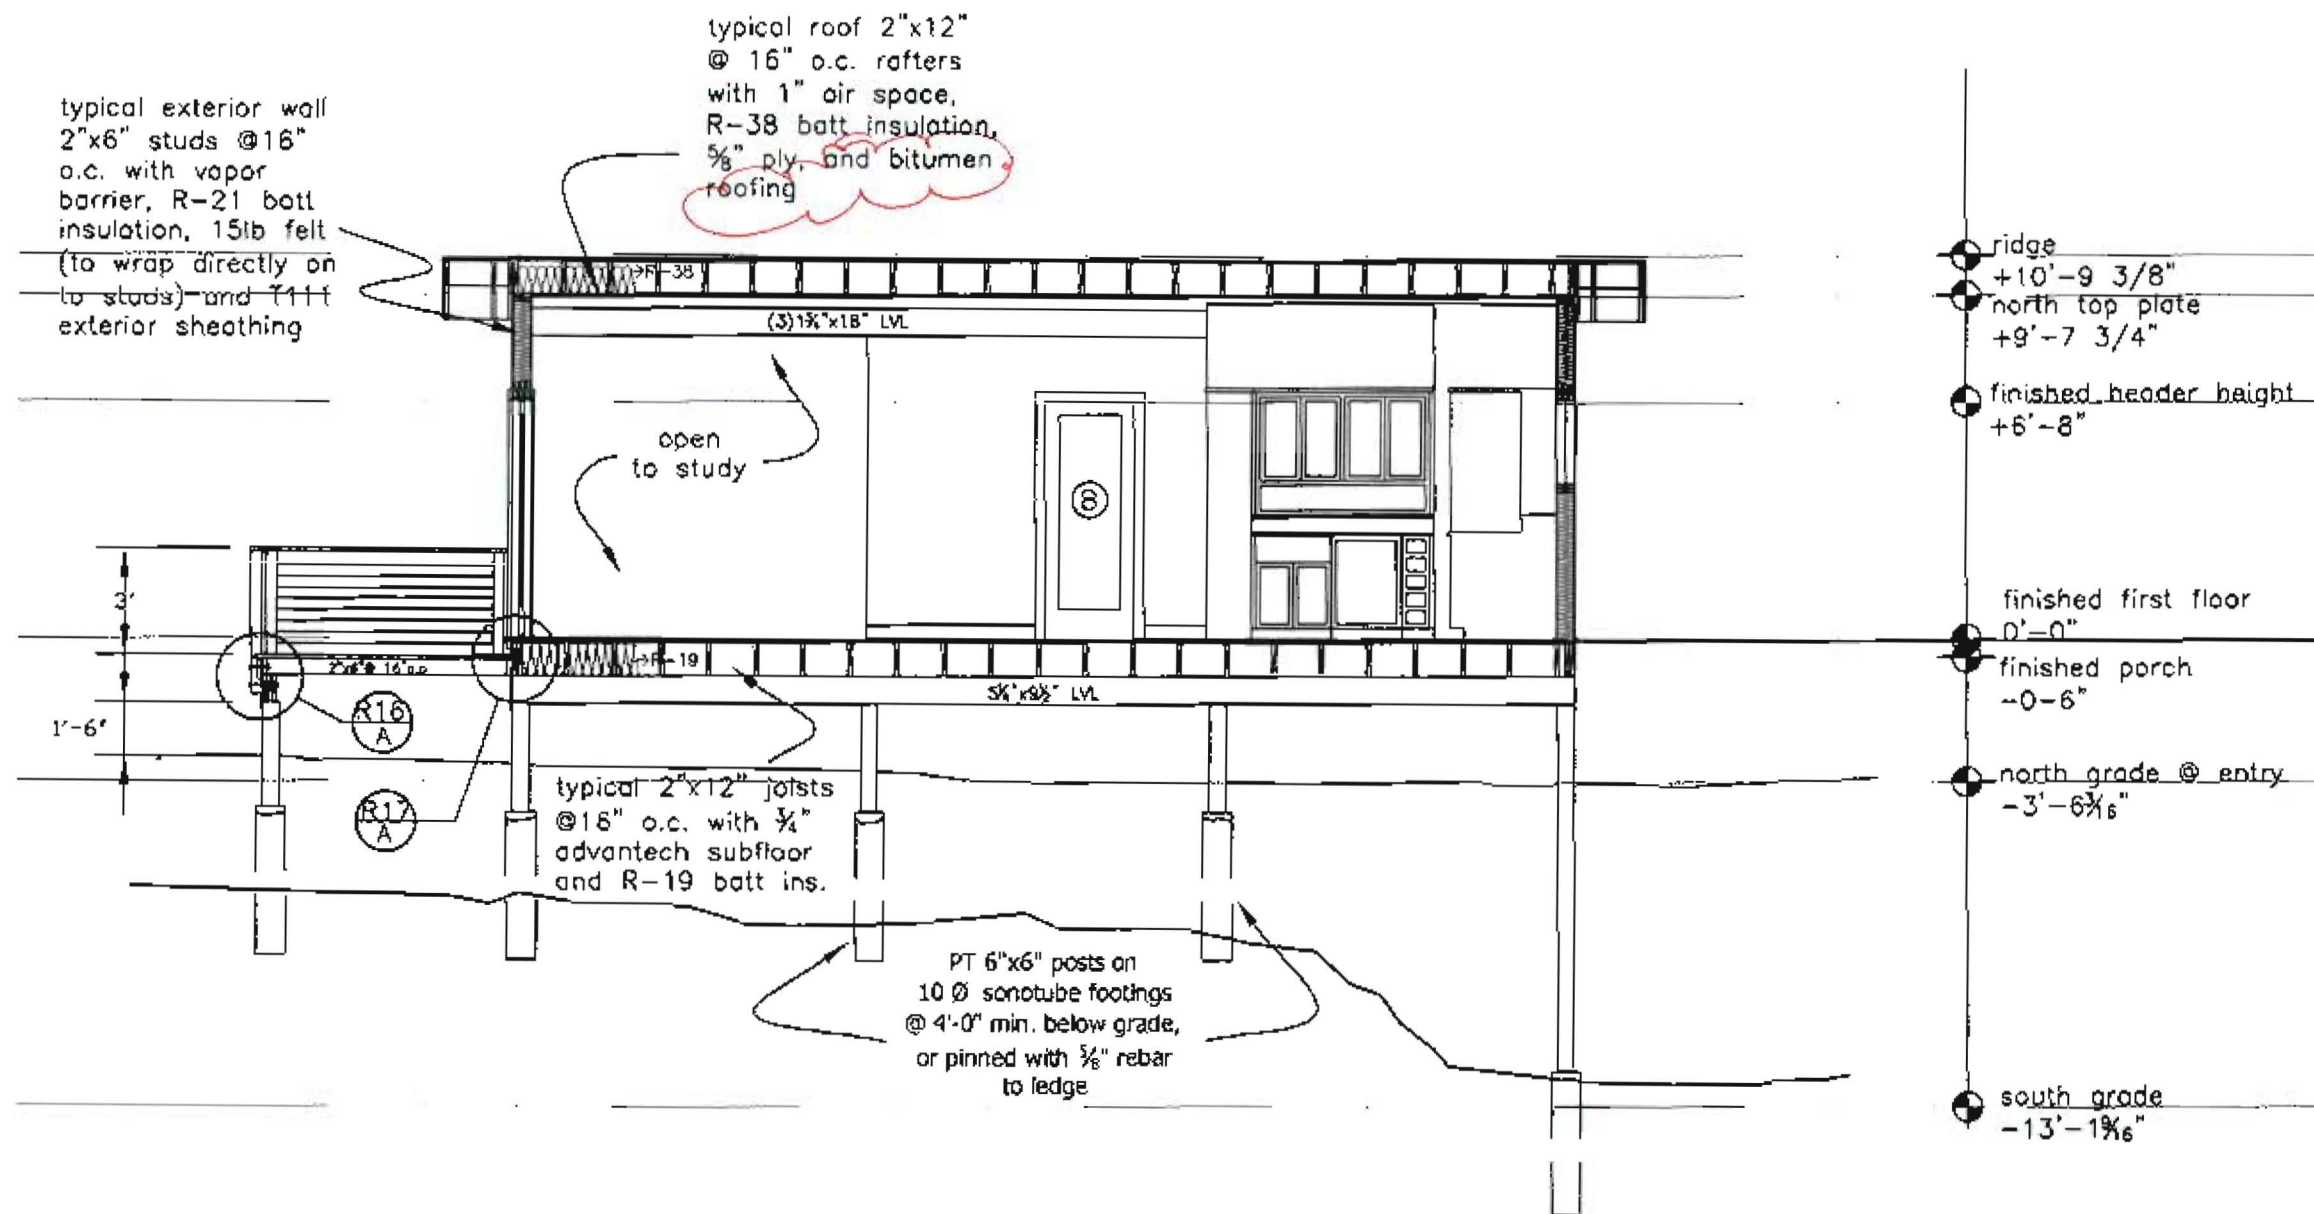 typical roof 2"x12"
@ 16" o.c. rafters
with 1" air space,
R-38 batt insulation,
⅝" ply, and bitumen
roofing
typical exterior wall
2"x6" studs @16"
o.c. with vapor
barrier, R-21 batt
insulation, 15lb felt
(to wrap directly on
to studs) and T111
exterior sheathing
R-38
(3)1¾"x18" LVL
open
to study
8
3'
1'-6"
2"x8"@ 16"o.c
R-19
5¼"x9½" LVL
R16
A
R17
A
typical 2"x12" joists
@16" o.c. with ¾"
advantech subfloor
and R-19 batt ins.
PT 6"x6" posts on
10 Ø sonotube footings
@ 4'-0" min. below grade,
or pinned with ⅝" rebar
to ledge
ridge
+10'-9 3/8"
north top plate
+9'-7 3/4"
finished header height
+6'-8"
finished first floor
0'-0"
finished porch
-0-6"
north grade @ entry
-3'-6 3/16"
south grade
-13'-1 9/16"